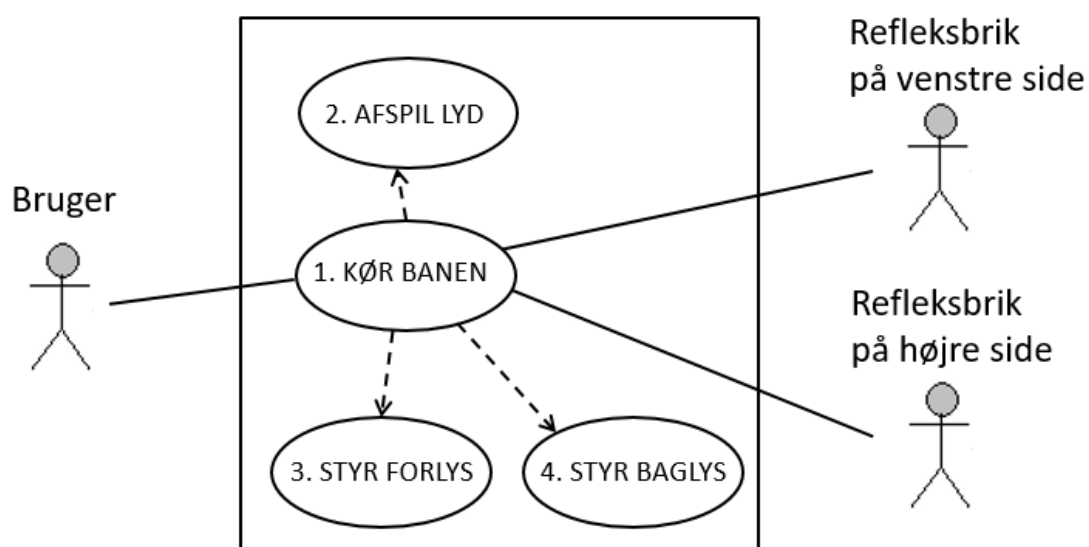 Refleksbrik
på venstre side
2. AFSPIL LYD
Bruger
1. KØR BANEN
Refleksbrik
på højre side
3. STYR FORLYS
4. STYR BAGLYS